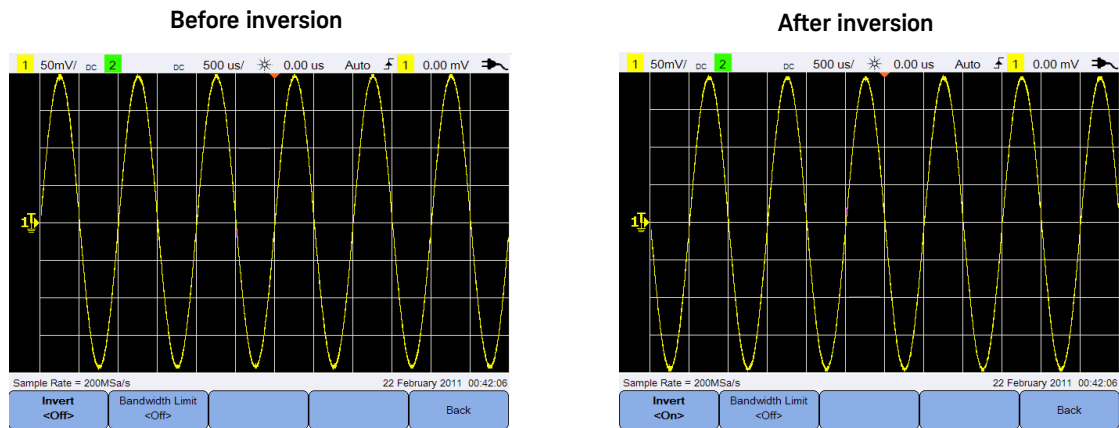 Before inversion
1 50mV/ DC 2 DC 500 us/ 0.00 us Auto 1 0.00 mV
1
Sample Rate = 200MSa/s 22 February 2011 00:42:06
Invert
<Off>
Bandwidth Limit
<Off>
Back
After inversion
1 50mV/ DC 2 DC 500 us/ 0.00 us Auto 1 0.00 mV
1
Sample Rate = 200MSa/s 22 February 2011 00:42:06
Invert
<On>
Bandwidth Limit
<Off>
Back